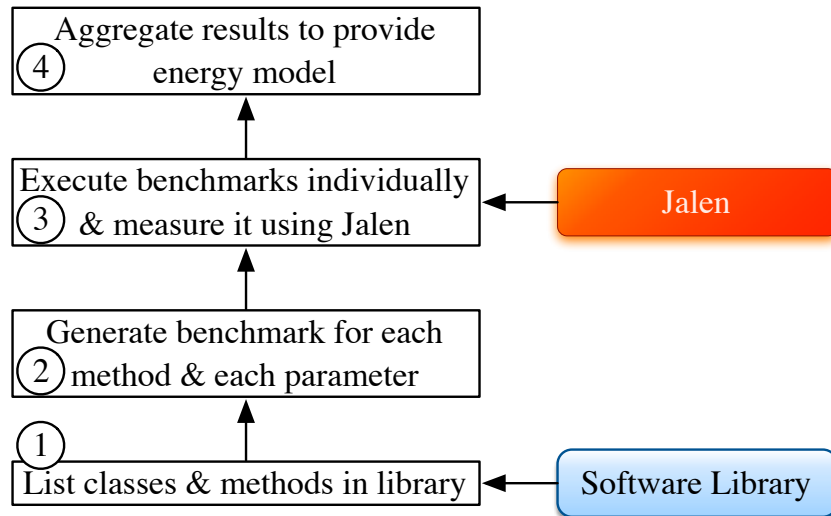 Aggregate results to provide
energy model
4
Execute benchmarks individually
& measure it using Jalen
3
Jalen
Generate benchmark for each
method & each parameter
2
1
List classes & methods in library
Software Library